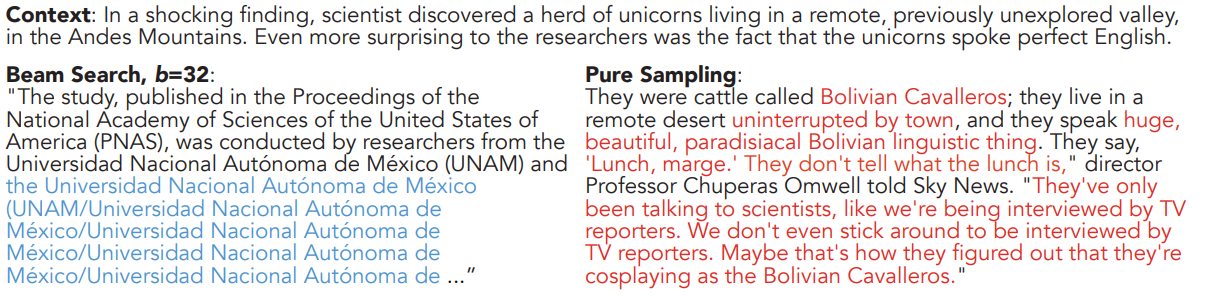 Context: In a shocking finding, scientist discovered a herd of unicorns living in a remote, previously unexplored valley,
in the Andes Mountains. Even more surprising to the researchers was the fact that the unicorns spoke perfect English.
Beam Search, b=32:
"The study, published in the Proceedings of the
National Academy of Sciences of the United States of
America (PNAS), was conducted by researchers from the
Universidad Nacional Autónoma de México (UNAM) and
the Universidad Nacional Autónoma de México
(UNAM/Universidad Nacional Autónoma de
México/Universidad Nacional Autónoma de
México/Universidad Nacional Autónoma de
México/Universidad Nacional Autónoma de ...”
Pure Sampling:
They were cattle called Bolivian Cavalleros; they live in a
remote desert uninterrupted by town, and they speak huge,
beautiful, paradisiacal Bolivian linguistic thing. They say,
'Lunch, marge.' They don't tell what the lunch is," director
Professor Chuperas Omwell told Sky News. "They've only
been talking to scientists, like we're being interviewed by TV
reporters. We don't even stick around to be interviewed by
TV reporters. Maybe that's how they figured out that they're
cosplaying as the Bolivian Cavalleros."